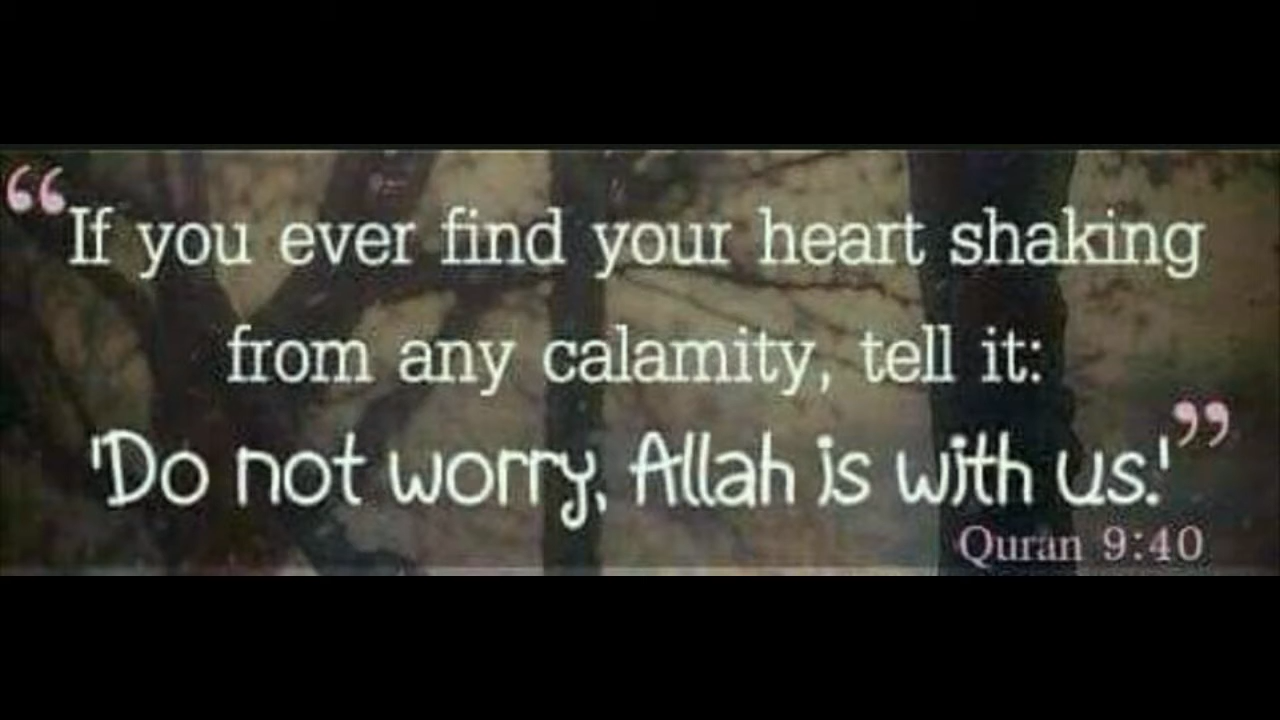 “If you ever find your heart shaking
from any calamity, tell it:
'Do not worry, Allah is with us.'”
Quran 9:40